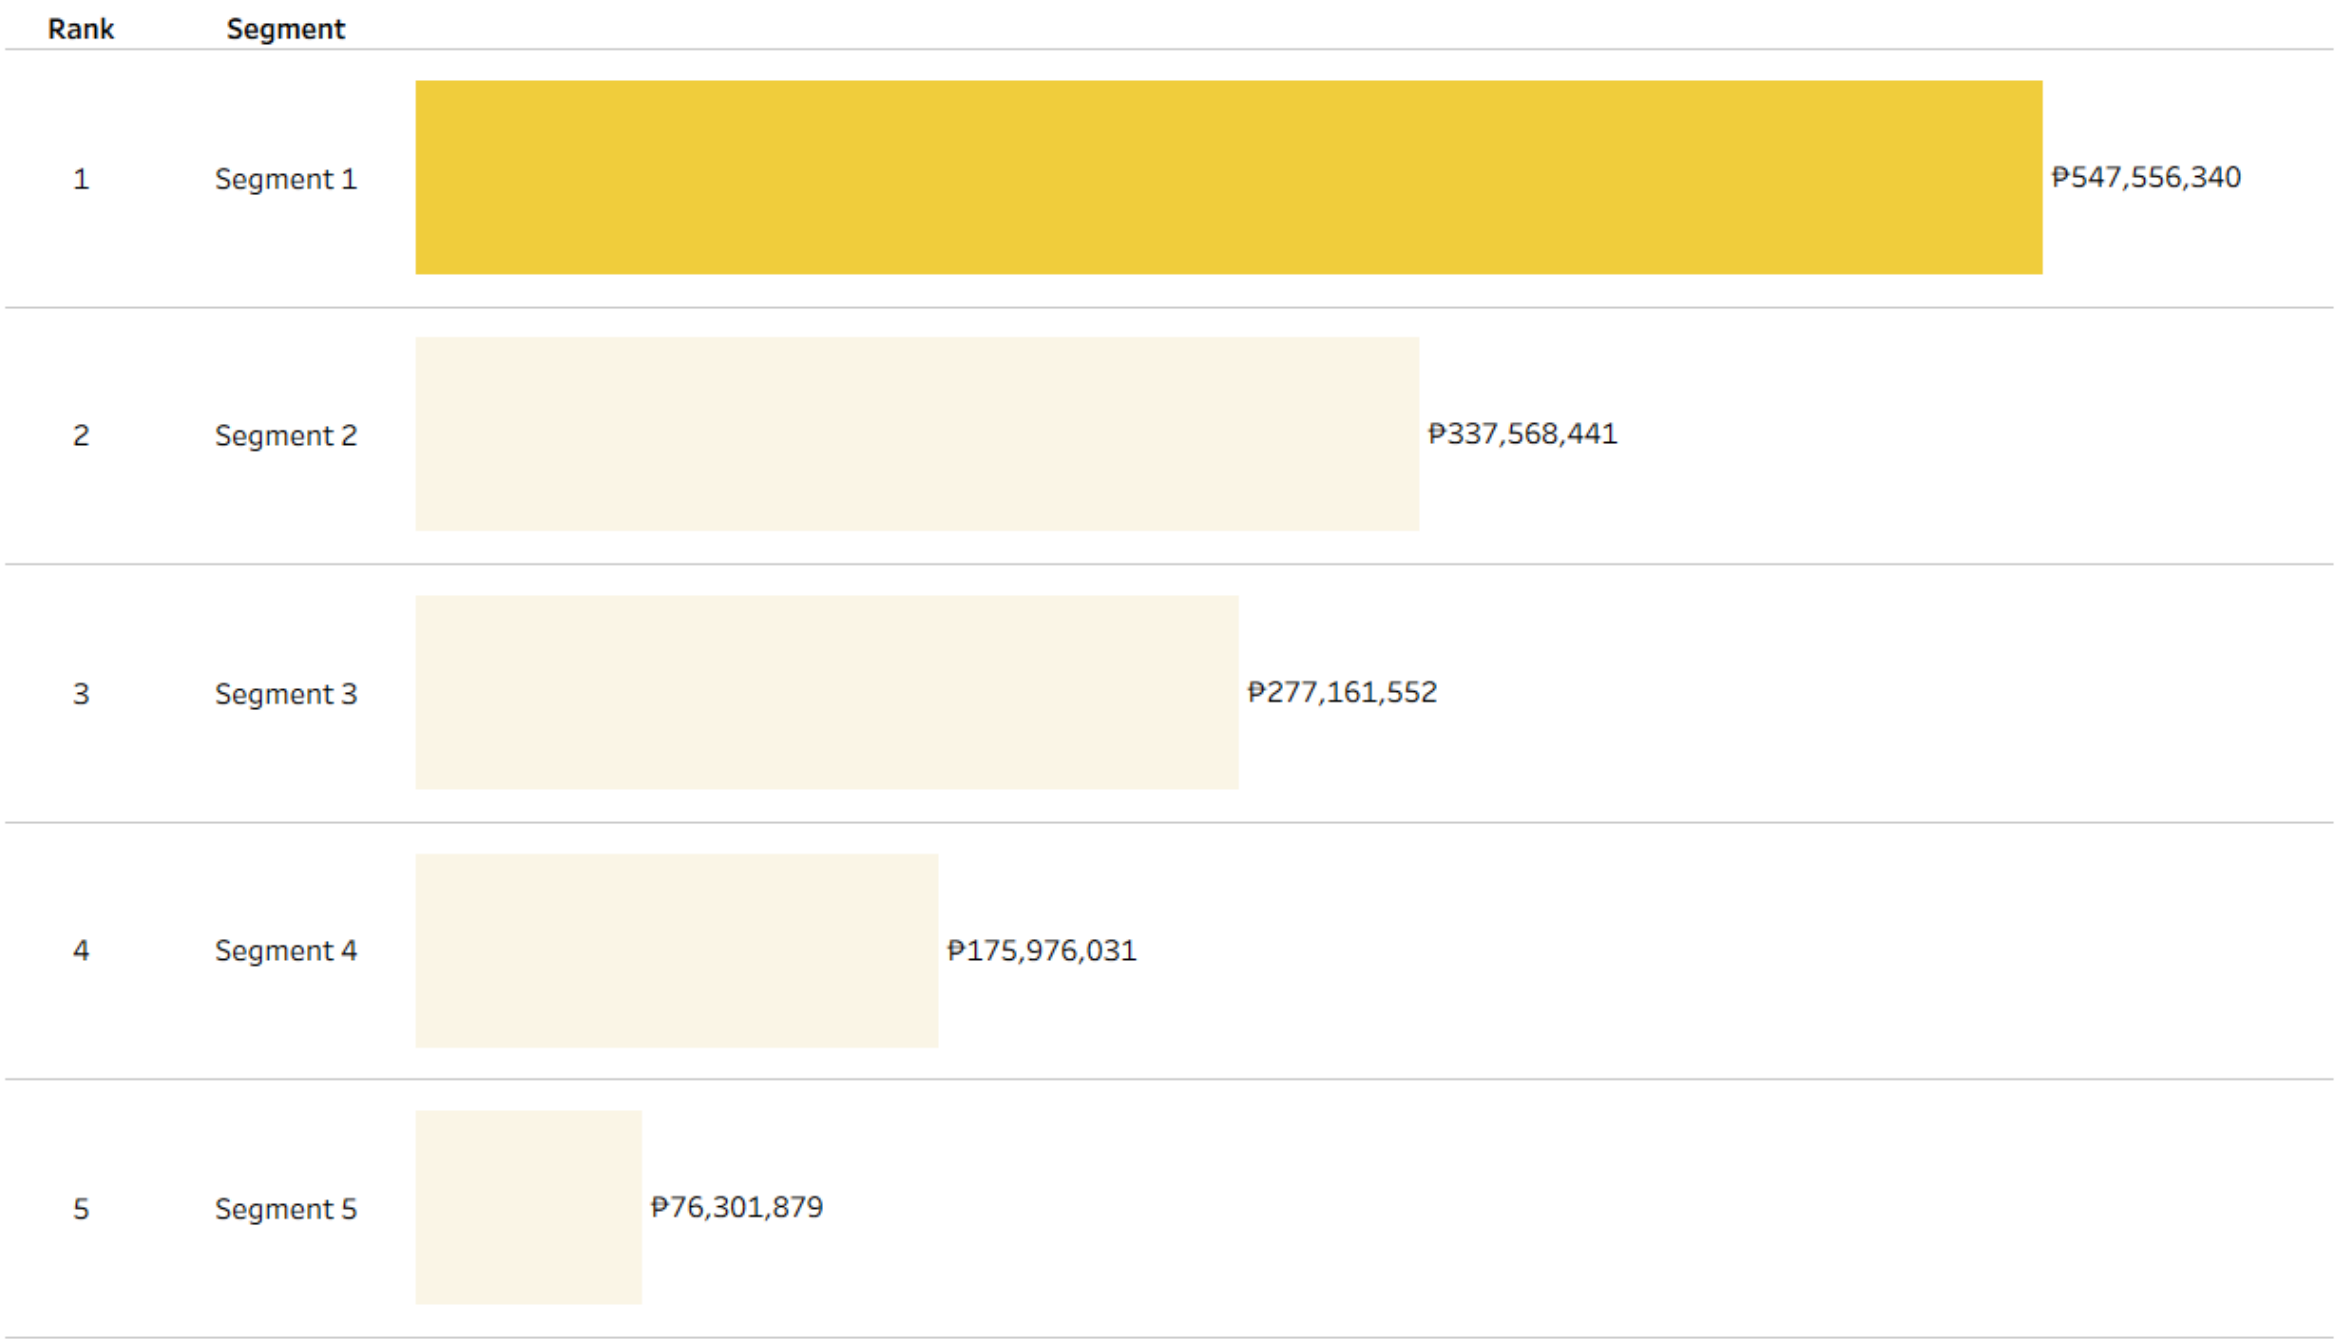 Rank Segment
1 Segment 1 ₱547,556,340
2 Segment 2 ₱337,568,441
3 Segment 3 ₱277,161,552
4 Segment 4 ₱175,976,031
5 Segment 5 ₱76,301,879